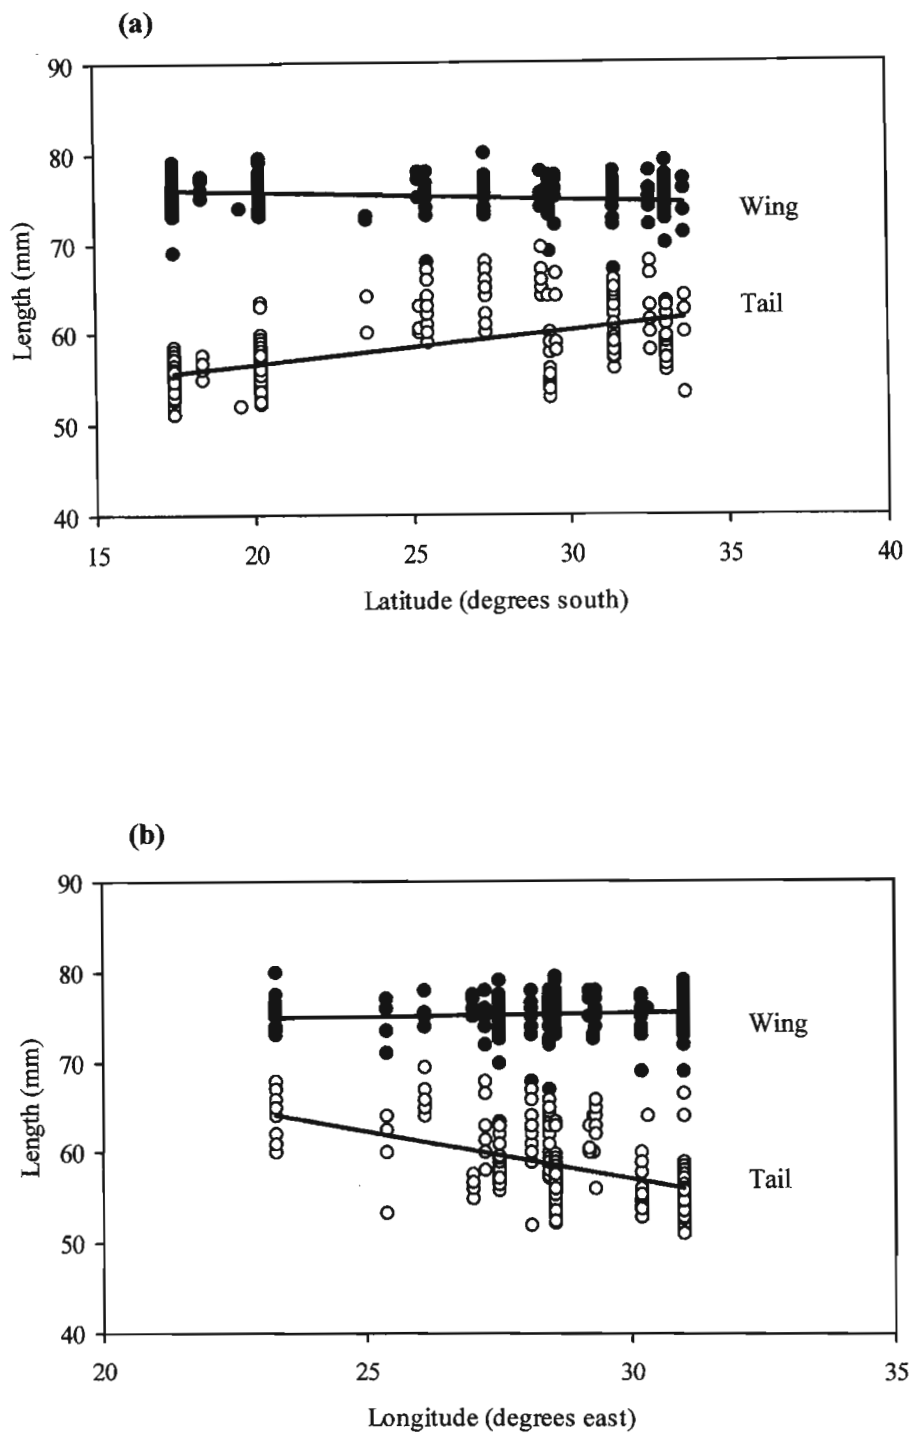 (a)
90
80
70
60
50
40
Length (mm)
Wing
Tail
15 20 25 30 35 40
Latitude (degrees south)
(b)
90
80
70
60
50
40
Length (mm)
Wing
Tail
20 25 30 35
Longitude (degrees east)